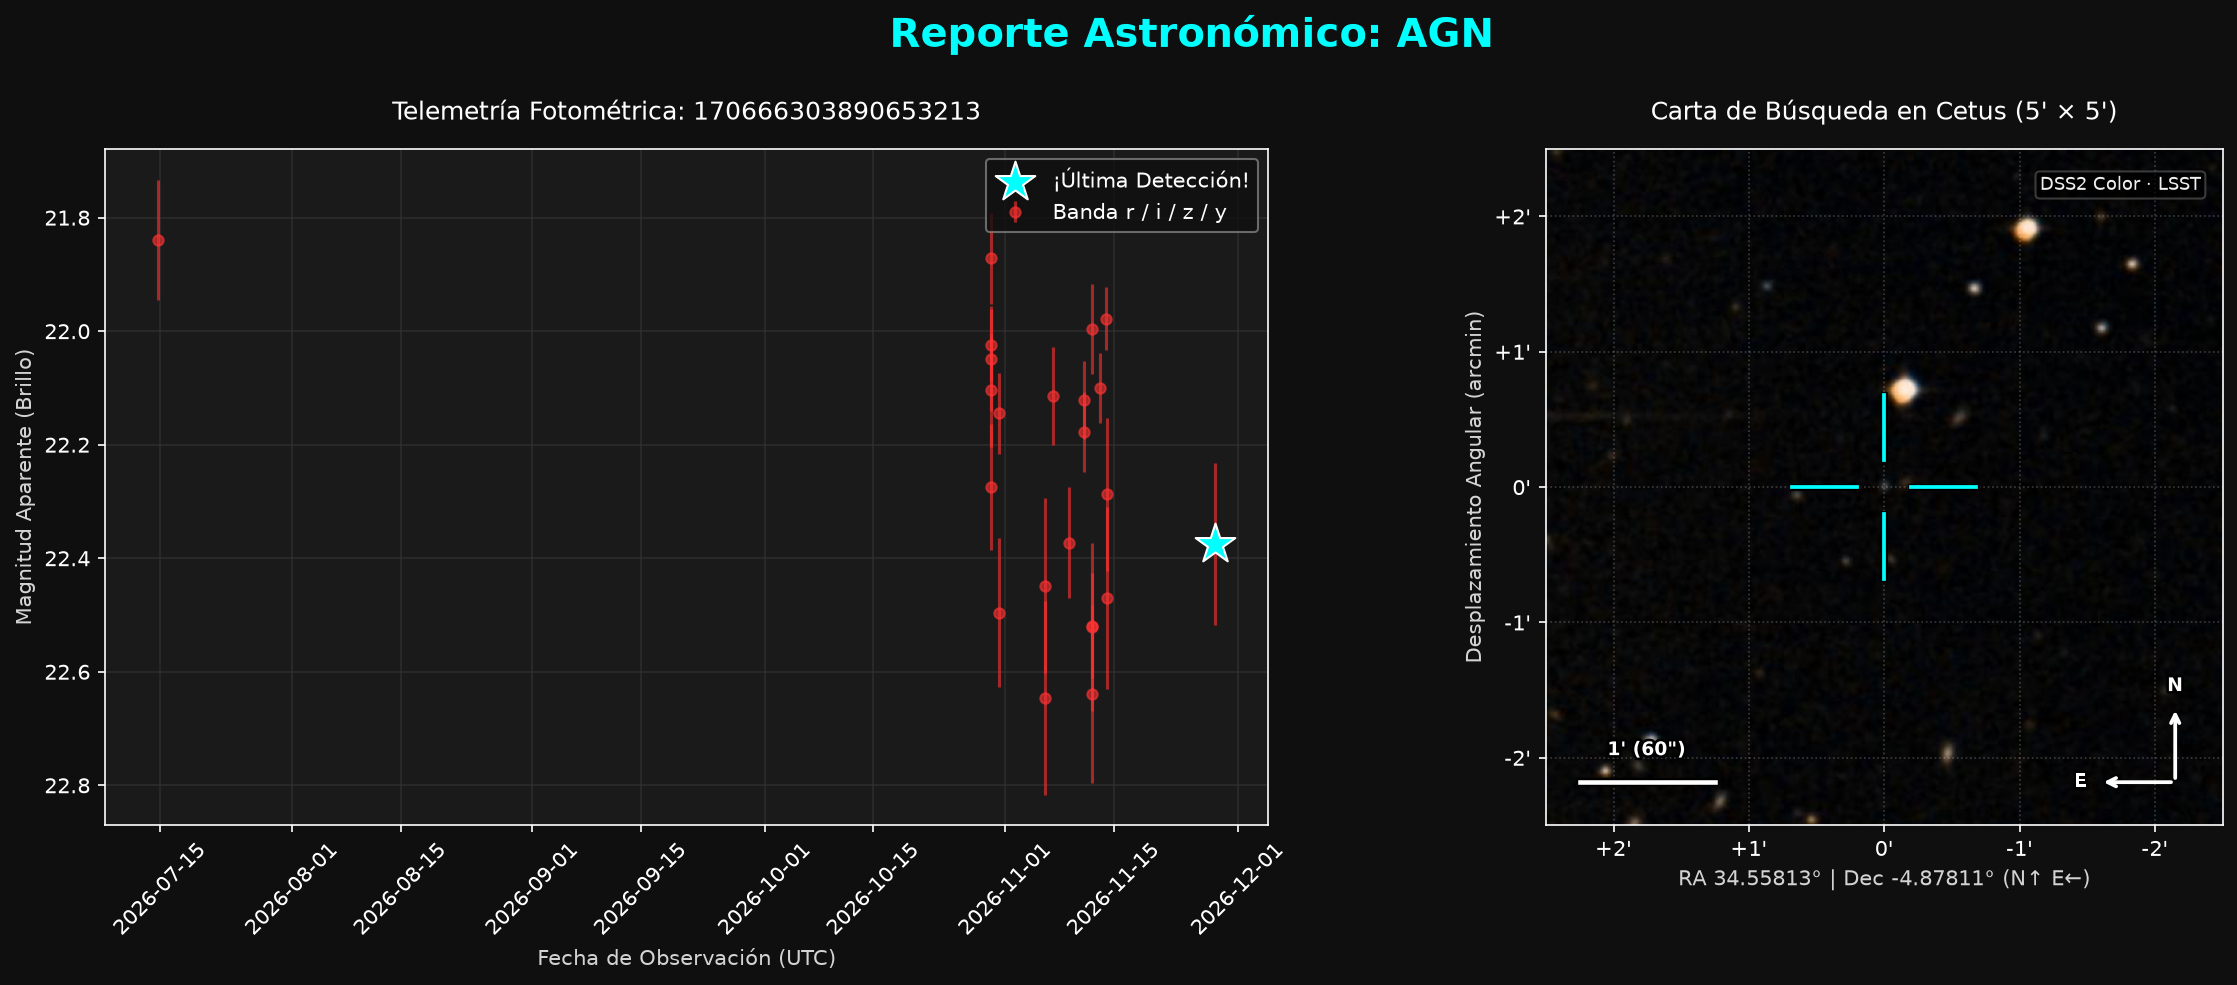 Reporte Astronómico: AGN
Telemetría Fotométrica: 170666303890653213
Magnitud Aparente (Brillo)
21.8
22.0
22.2
22.4
22.6
22.8
¡Última Detección!
Banda r / i / z / y
2026-07-15
2026-08-01
2026-08-15
2026-09-01
2026-09-15
2026-10-01
2026-10-15
2026-11-01
2026-11-15
2026-12-01
Fecha de Observación (UTC)
Carta de Búsqueda en Cetus (5' × 5')
Desplazamiento Angular (arcmin)
+2'
+1'
0'
-1'
-2'
DSS2 Color · LSST
N
E
1' (60")
+2'
+1'
0'
-1'
-2'
RA 34.55813° | Dec -4.87811° (N↑ E←)